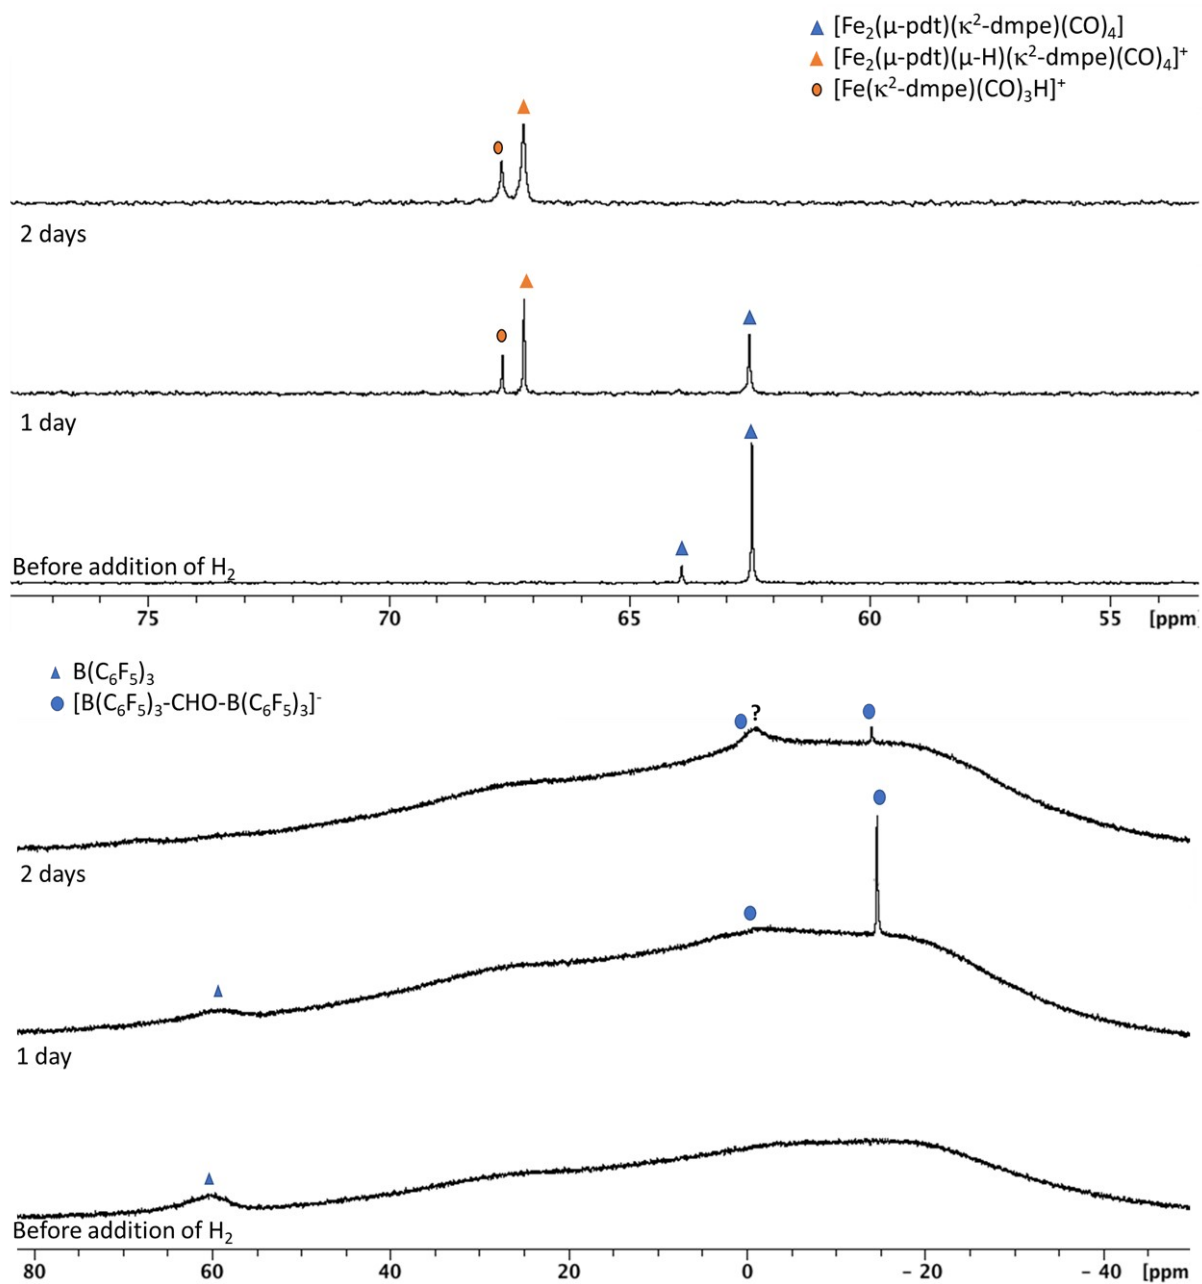 [Fe₂(μ-pdt)(κ²-dmpe)(CO)₄]
[Fe₂(μ-pdt)(μ-H)(κ²-dmpe)(CO)₄]⁺
[Fe(κ²-dmpe)(CO)₃H]⁺
2 days
1 day
Before addition of H₂
75 70 65 60 55 [ppm
B(C₆F₅)₃
[B(C₆F₅)₃-CHO-B(C₆F₅)₃]⁻
?
2 days
1 day
Before addition of H₂
80 60 40 20 0 - 20 - 40 [ppm